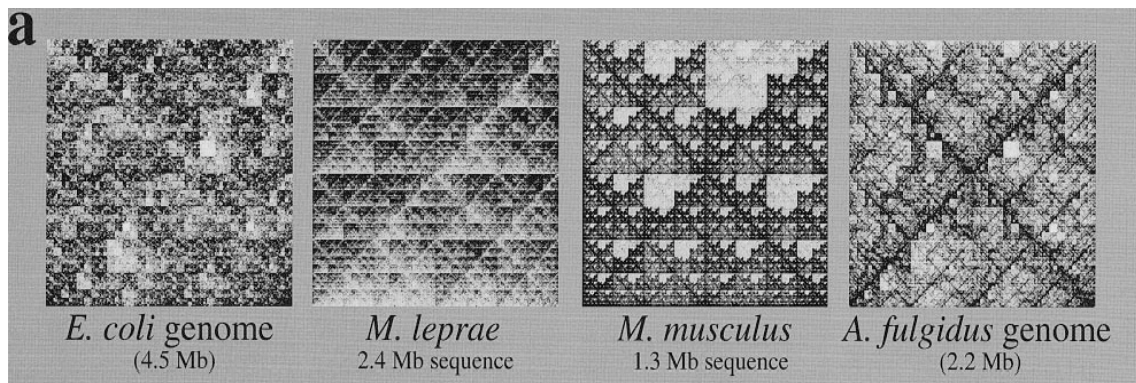 a
E. coli genome
(4.5 Mb)
M. leprae
2.4 Mb sequence
M. musculus
1.3 Mb sequence
A. fulgidus genome
(2.2 Mb)